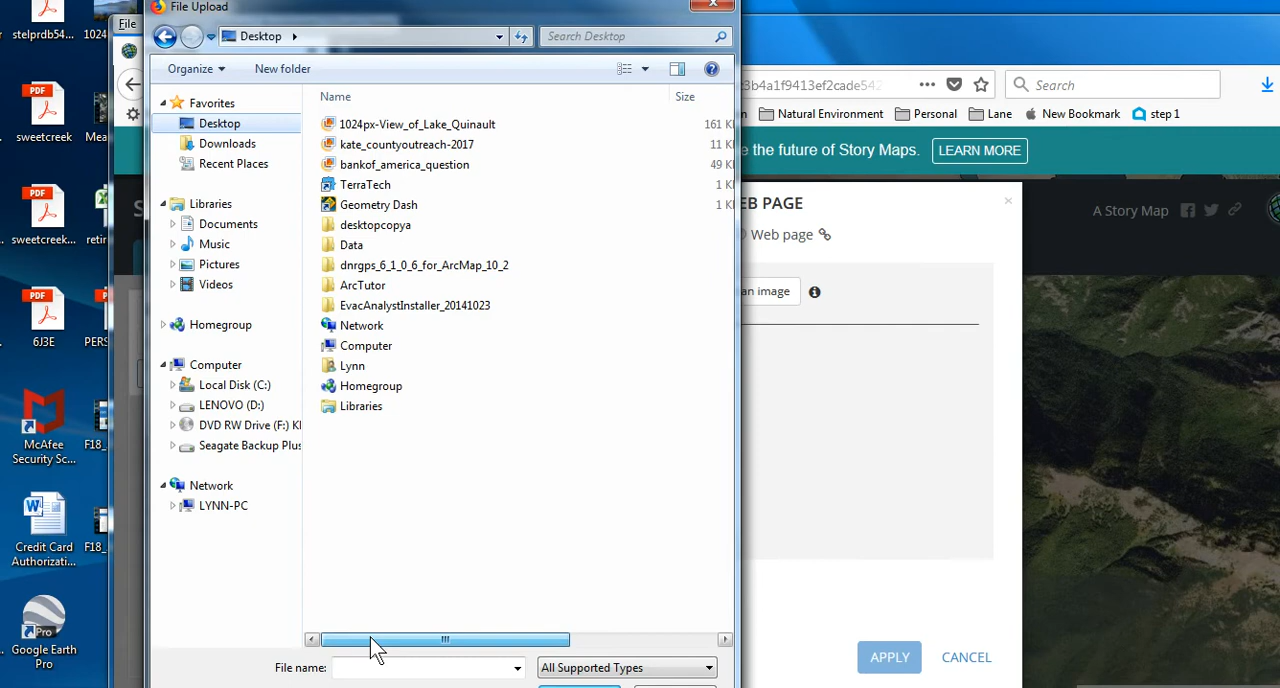 stelprdb54... 1024
sweetcreek Mea
sweetcreek... retir
6J3E PERS
McAfee
Security Sc... F18_
Credit Card
Authorizati... F18_
Google Earth
Pro
File
File Upload
Desktop
Search Desktop
Organize New folder
Favorites
Desktop
Downloads
Recent Places
Libraries
Documents
Music
Pictures
Videos
Homegroup
Computer
Local Disk (C:)
LENOVO (D:)
DVD RW Drive (F:) KI
Seagate Backup Plus
Network
LYNN-PC
Name Size
1024px-View_of_Lake_Quinault 161 K
kate_countyoutreach-2017 11 K
bankof_america_question 49 K
TerraTech 1 K
Geometry Dash 1 K
desktopcopya
Data
dnrgps_6_1_0_6_for_ArcMap_10_2
ArcTutor
EvacAnalystInstaller_20141023
Network
Computer
Lynn
Homegroup
Libraries
File name: All Supported Types
3b4a1f9413ef2cade542 Search
Natural Environment Personal Lane New Bookmark step 1
e the future of Story Maps. LEARN MORE
EB PAGE
Web page
A Story Map
an image
APPLY CANCEL